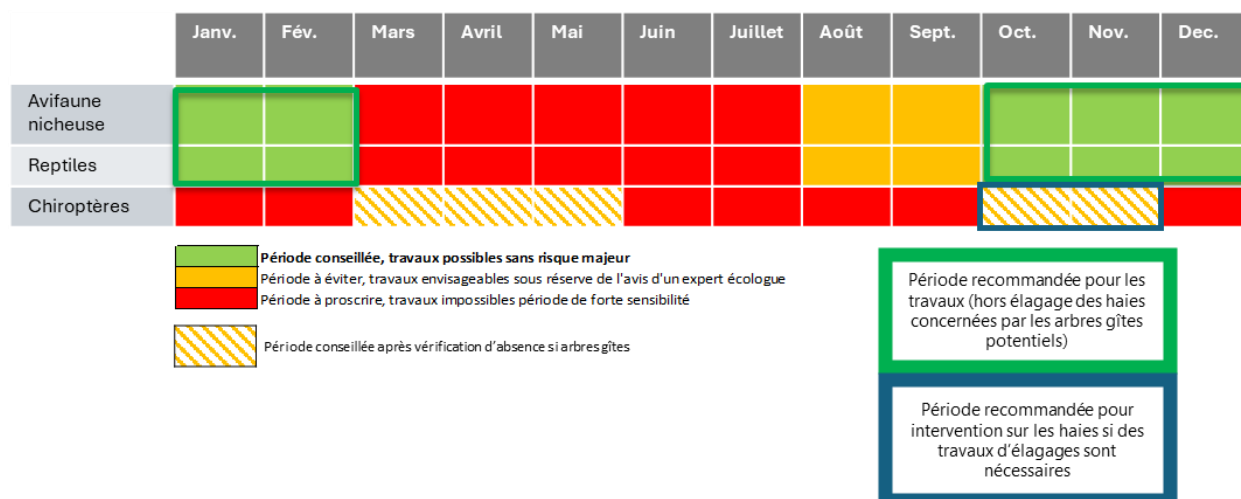 Janv. Fév. Mars Avril Mai Juin Juillet Août Sept. Oct. Nov. Dec.
Avifaune
nicheuse
Reptiles
Chiroptères
Période conseillée, travaux possibles sans risque majeur
Période à éviter, travaux envisageables sous réserve de l'avis d'un expert écologue
Période à proscrire, travaux impossibles période de forte sensibilité
Période conseillée après vérification d'absence si arbres gîtes
Période recommandée pour les
travaux (hors élagage des haies
concernées par les arbres gîtes
potentiels)
Période recommandée pour
intervention sur les haies si des
travaux d'élagages sont
nécessaires